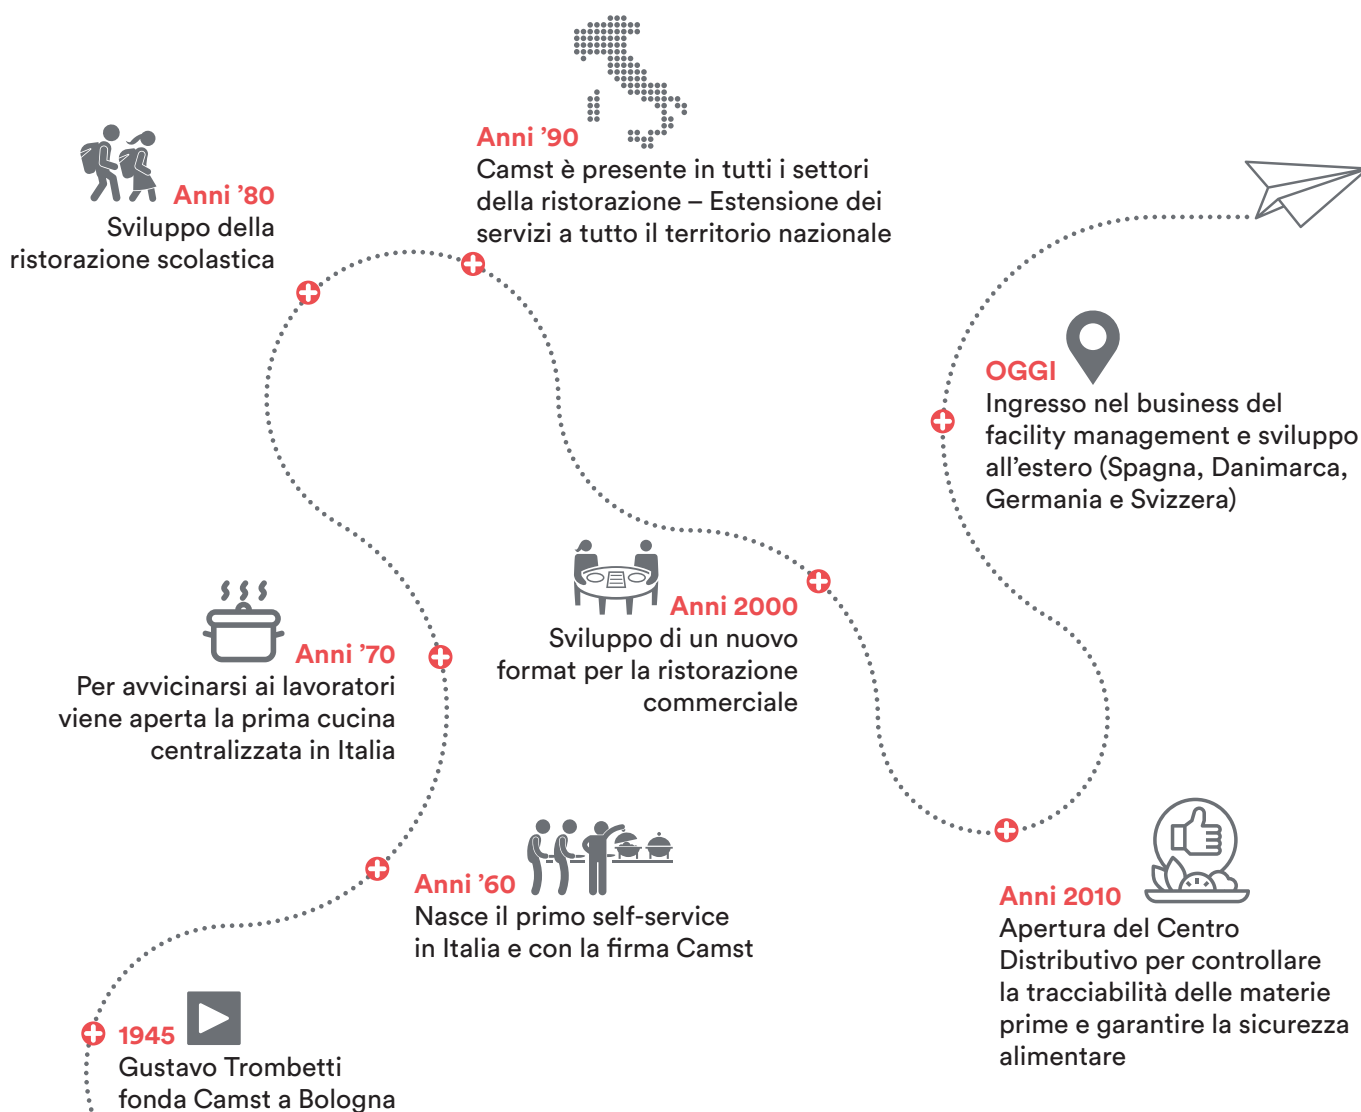 Anni '90
Camst è presente in tutti i settori
della ristorazione – Estensione dei
servizi a tutto il territorio nazionale
Anni '80
Sviluppo della
ristorazione scolastica
OGGI
Ingresso nel business del
facility management e sviluppo
all'estero (Spagna, Danimarca,
Germania e Svizzera)
Anni 2000
Sviluppo di un nuovo
format per la ristorazione
commerciale
Anni '70
Per avvicinarsi ai lavoratori
viene aperta la prima cucina
centralizzata in Italia
Anni '60
Nasce il primo self-service
in Italia e con la firma Camst
Anni 2010
Apertura del Centro
Distributivo per controllare
la tracciabilità delle materie
prime e garantire la sicurezza
alimentare
1945
Gustavo Trombetti
fonda Camst a Bologna